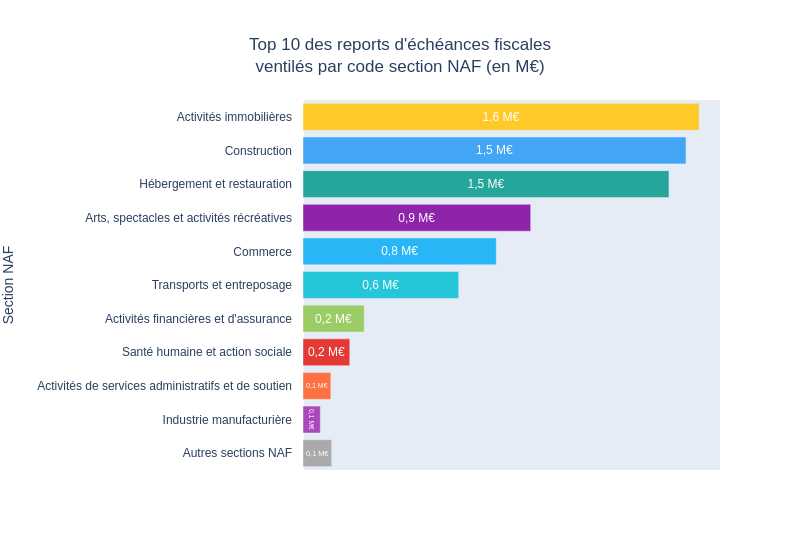 Top 10 des reports d'échéances fiscales
ventilés par code section NAF (en M€)
Section NAF
Activités immobilières 1,6 M€
Construction 1,5 M€
Hébergement et restauration 1,5 M€
Arts, spectacles et activités récréatives 0,9 M€
Commerce 0,8 M€
Transports et entreposage 0,6 M€
Activités financières et d'assurance 0,2 M€
Santé humaine et action sociale 0,2 M€
Activités de services administratifs et de soutien 0,1 M€
Industrie manufacturière 0,1 M€
Autres sections NAF 0,1 M€